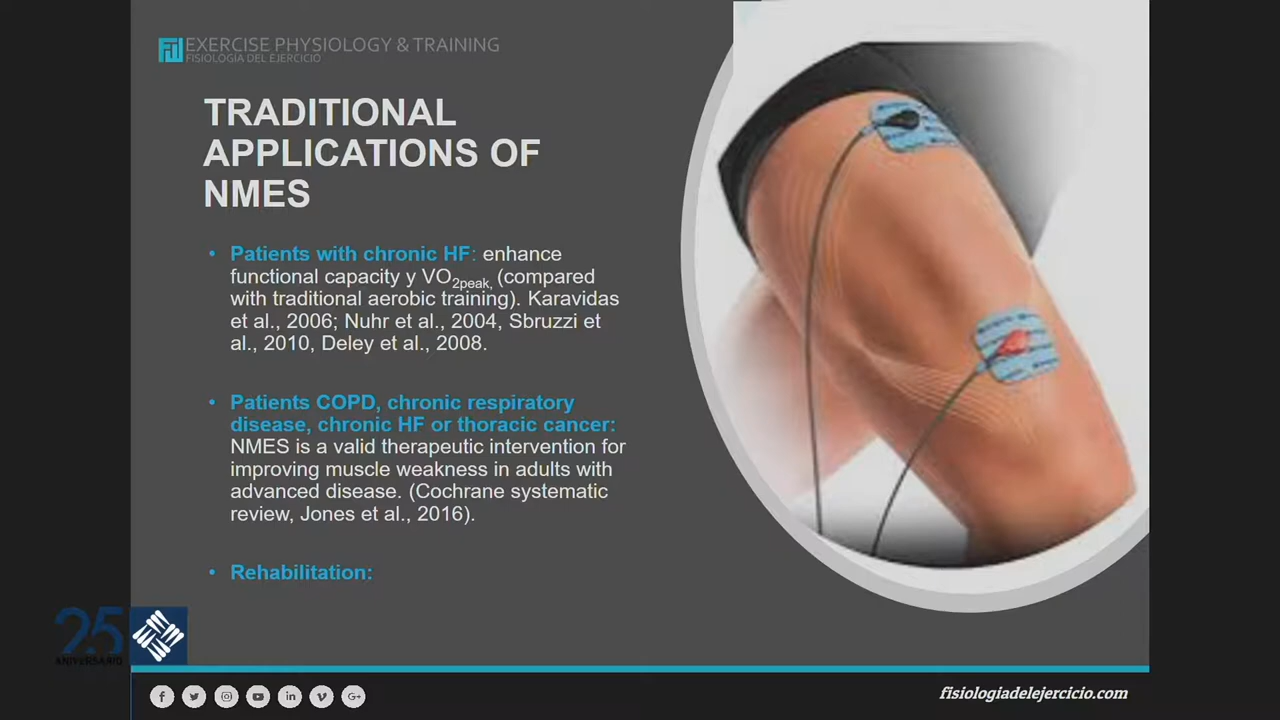 EXERCISE PHYSIOLOGY & TRAINING
FISIOLOGÍA DEL EJERCICIO
TRADITIONAL
APPLICATIONS OF
NMES
• Patients with chronic HF: enhance
functional capacity y VO2peak, (compared
with traditional aerobic training). Karavidas
et al., 2006; Nuhr et al., 2004, Sbruzzi et
al., 2010, Deley et al., 2008.
• Patients COPD, chronic respiratory
disease, chronic HF or thoracic cancer:
NMES is a valid therapeutic intervention for
improving muscle weakness in adults with
advanced disease. (Cochrane systematic
review, Jones et al., 2016).
• Rehabilitation:
25
ANIVERSARIO
fisiologiadelejercicio.com